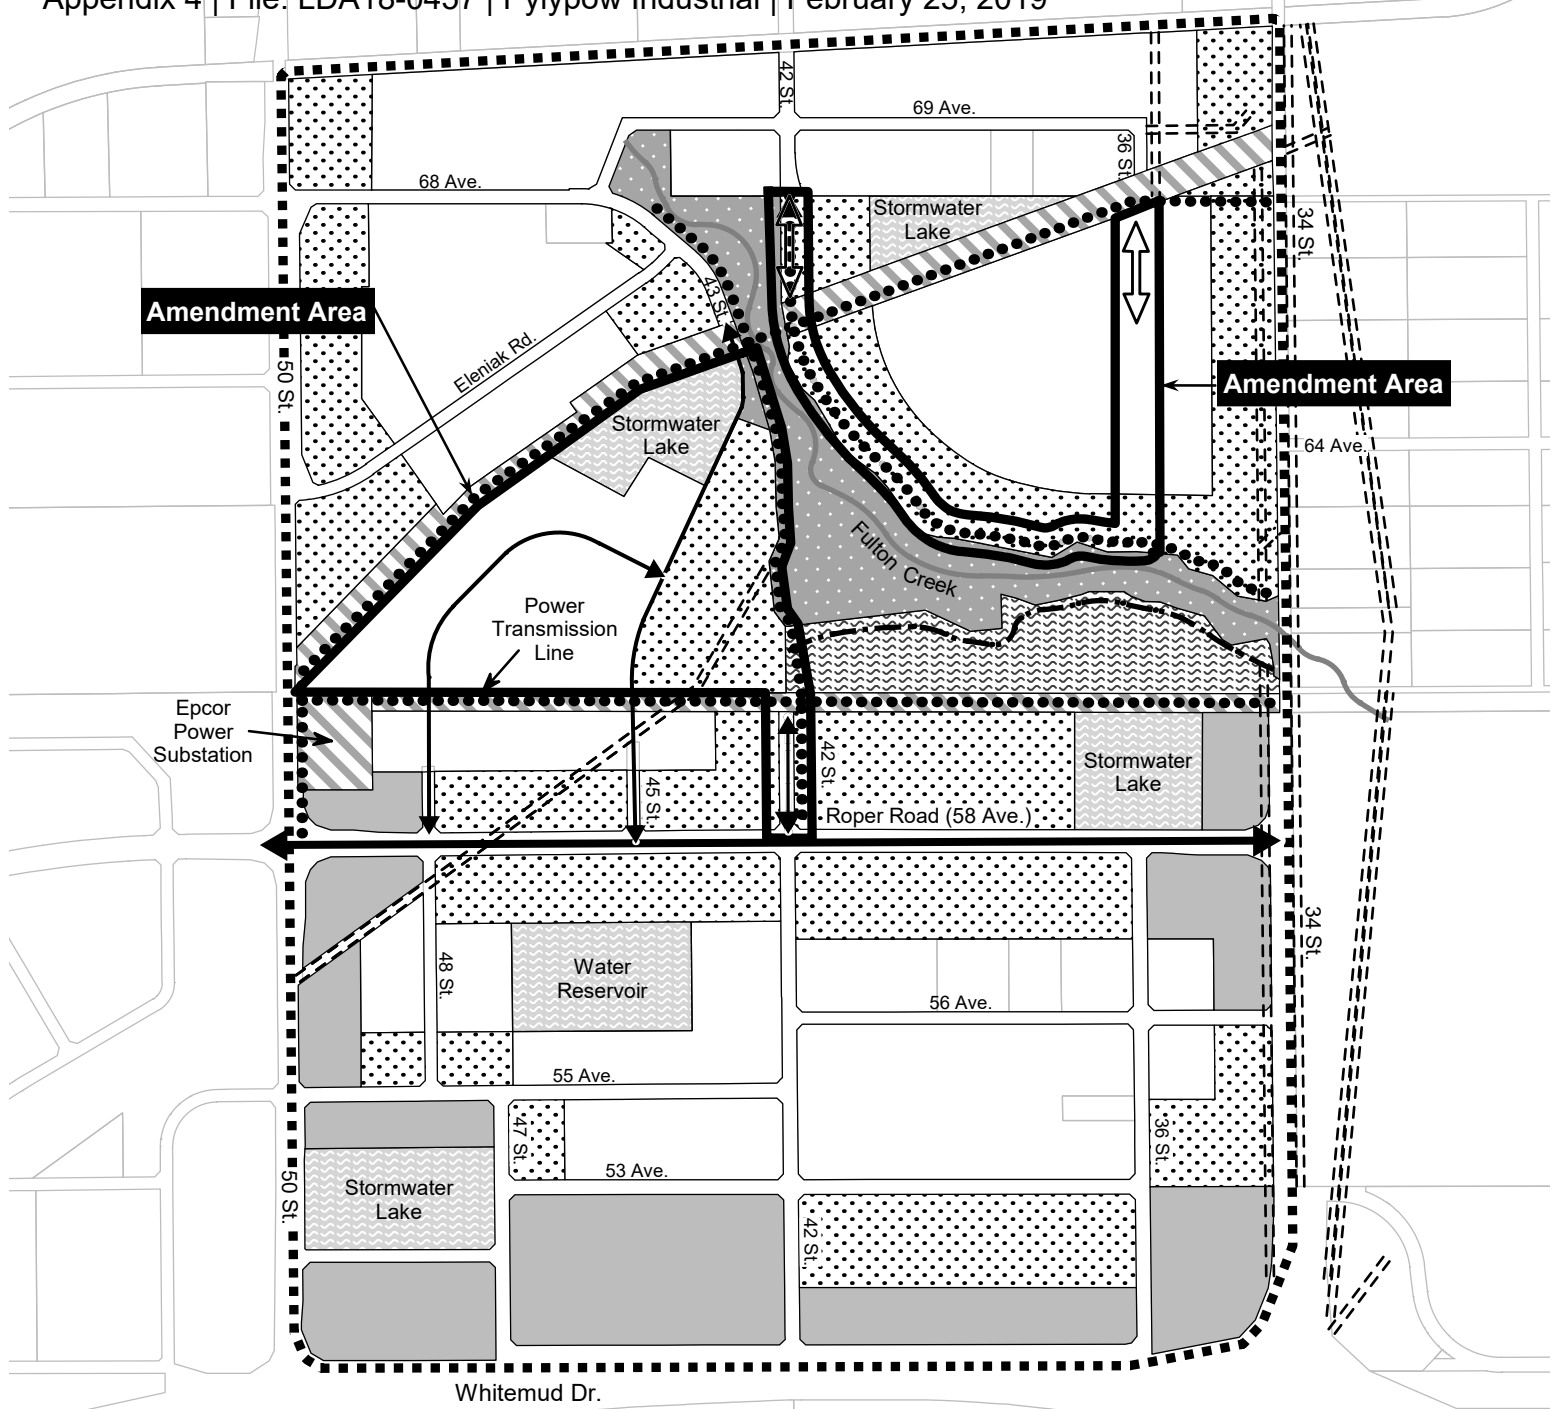 Appendix 4 | File: LDA18-0457 | Pylypow Industrial | February 25, 2019
42 St.
69 Ave.
36 St.
68 Ave.
Stormwater
Lake
34 St.
43 St.
Amendment Area
Eleniak Rd.
50 St.
Amendment Area
Stormwater
Lake
64 Ave.
Fulton Creek
Power
Transmission
Line
Epcor
Power
Substation
42 St.
Stormwater
Lake
45 St.
Roper Road (58 Ave.)
34 St.
48 St.
Water
Reservoir
56 Ave.
55 Ave.
47 St.
36 St.
53 Ave.
50 St.
Stormwater
Lake
42 St.
Whitemud Dr.